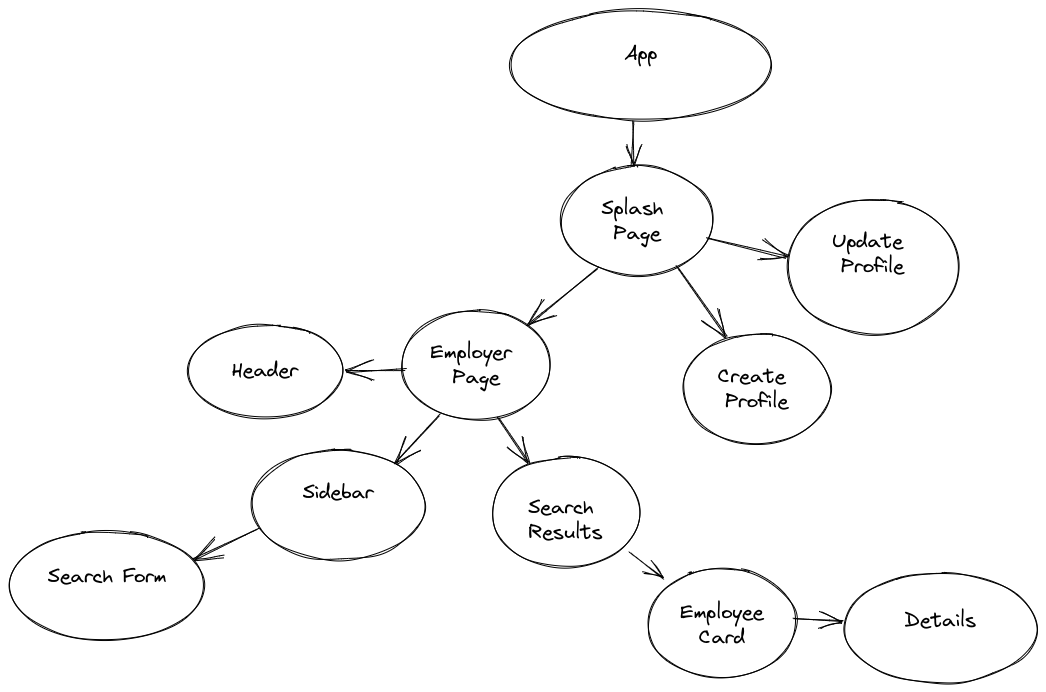 App
Splash
Page
Update
Profile
Employer
Page
Header
Create
Profile
Sidebar
Search
Results
Search Form
Employee
Card
Details